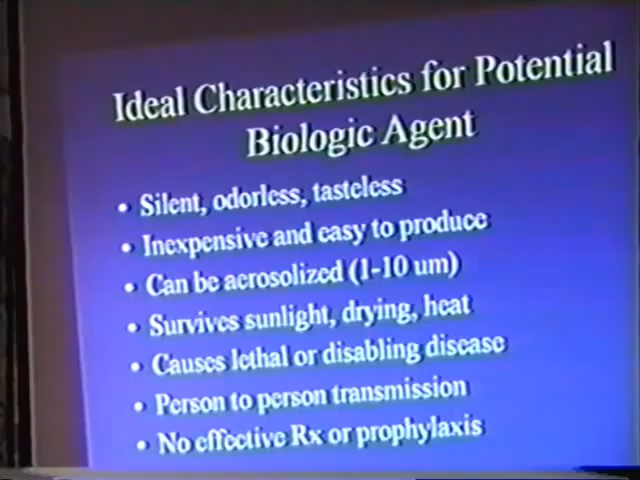 Ideal Characteristics for Potential
Biologic Agent
• Silent, odorless, tasteless
• Inexpensive and easy to produce
• Can be aerosolized (1-10 um)
• Survives sunlight, drying, heat
• Causes lethal or disabling disease
• Person to person transmission
• No effective Rx or prophylaxis